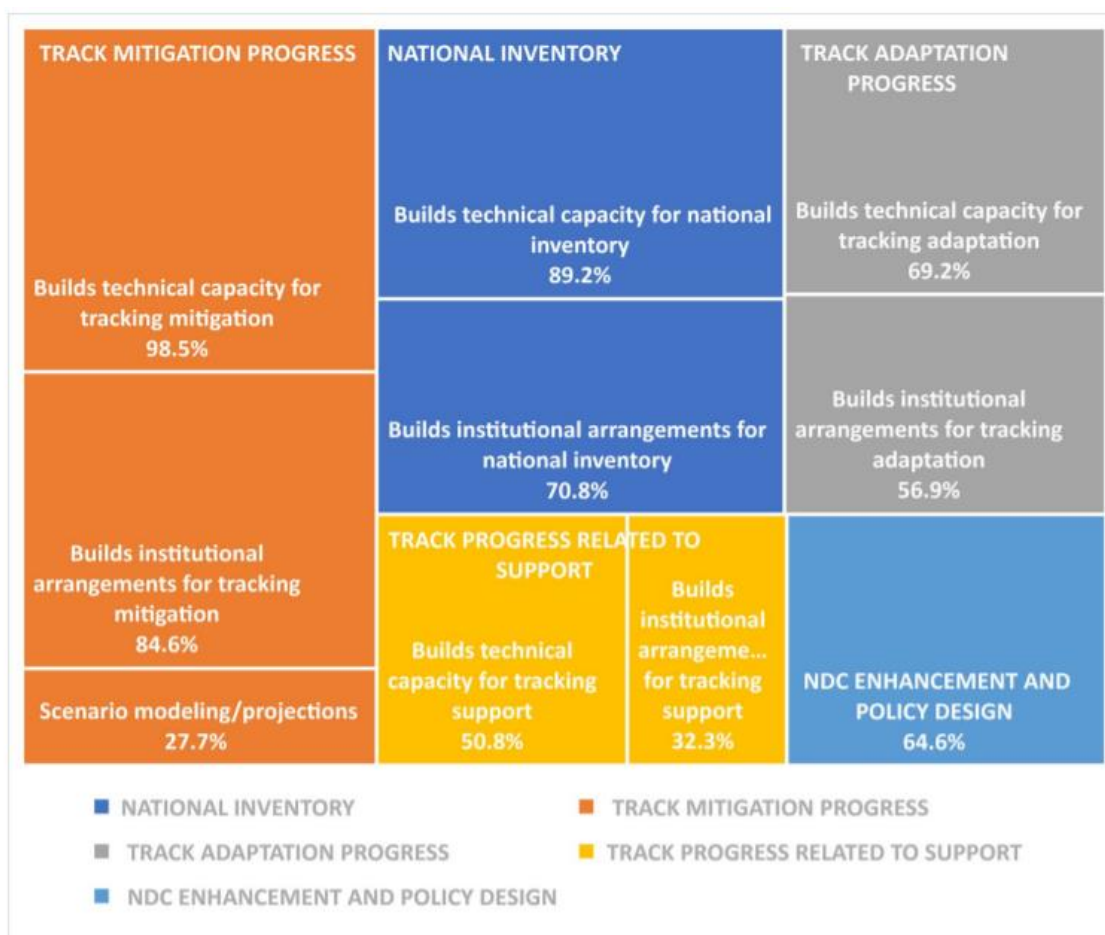 TRACK MITIGATION PROGRESS
Builds technical capacity for
tracking mitigation
98.5%
Builds institutional
arrangements for tracking
mitigation
84.6%
Scenario modeling/projections
27.7%
NATIONAL INVENTORY
Builds technical capacity for national
inventory
89.2%
Builds institutional arrangements for
national inventory
70.8%
TRACK ADAPTATION
PROGRESS
Builds technical capacity for
tracking adaptation
69.2%
Builds institutional
arrangements for tracking
adaptation
56.9%
TRACK PROGRESS RELATED TO
SUPPORT
Builds technical
capacity for tracking
support
50.8%
Builds
institutional
arrangeme...
for tracking
support
32.3%
NDC ENHANCEMENT AND
POLICY DESIGN
64.6%
NATIONAL INVENTORY
TRACK MITIGATION PROGRESS
TRACK ADAPTATION PROGRESS
TRACK PROGRESS RELATED TO SUPPORT
NDC ENHANCEMENT AND POLICY DESIGN